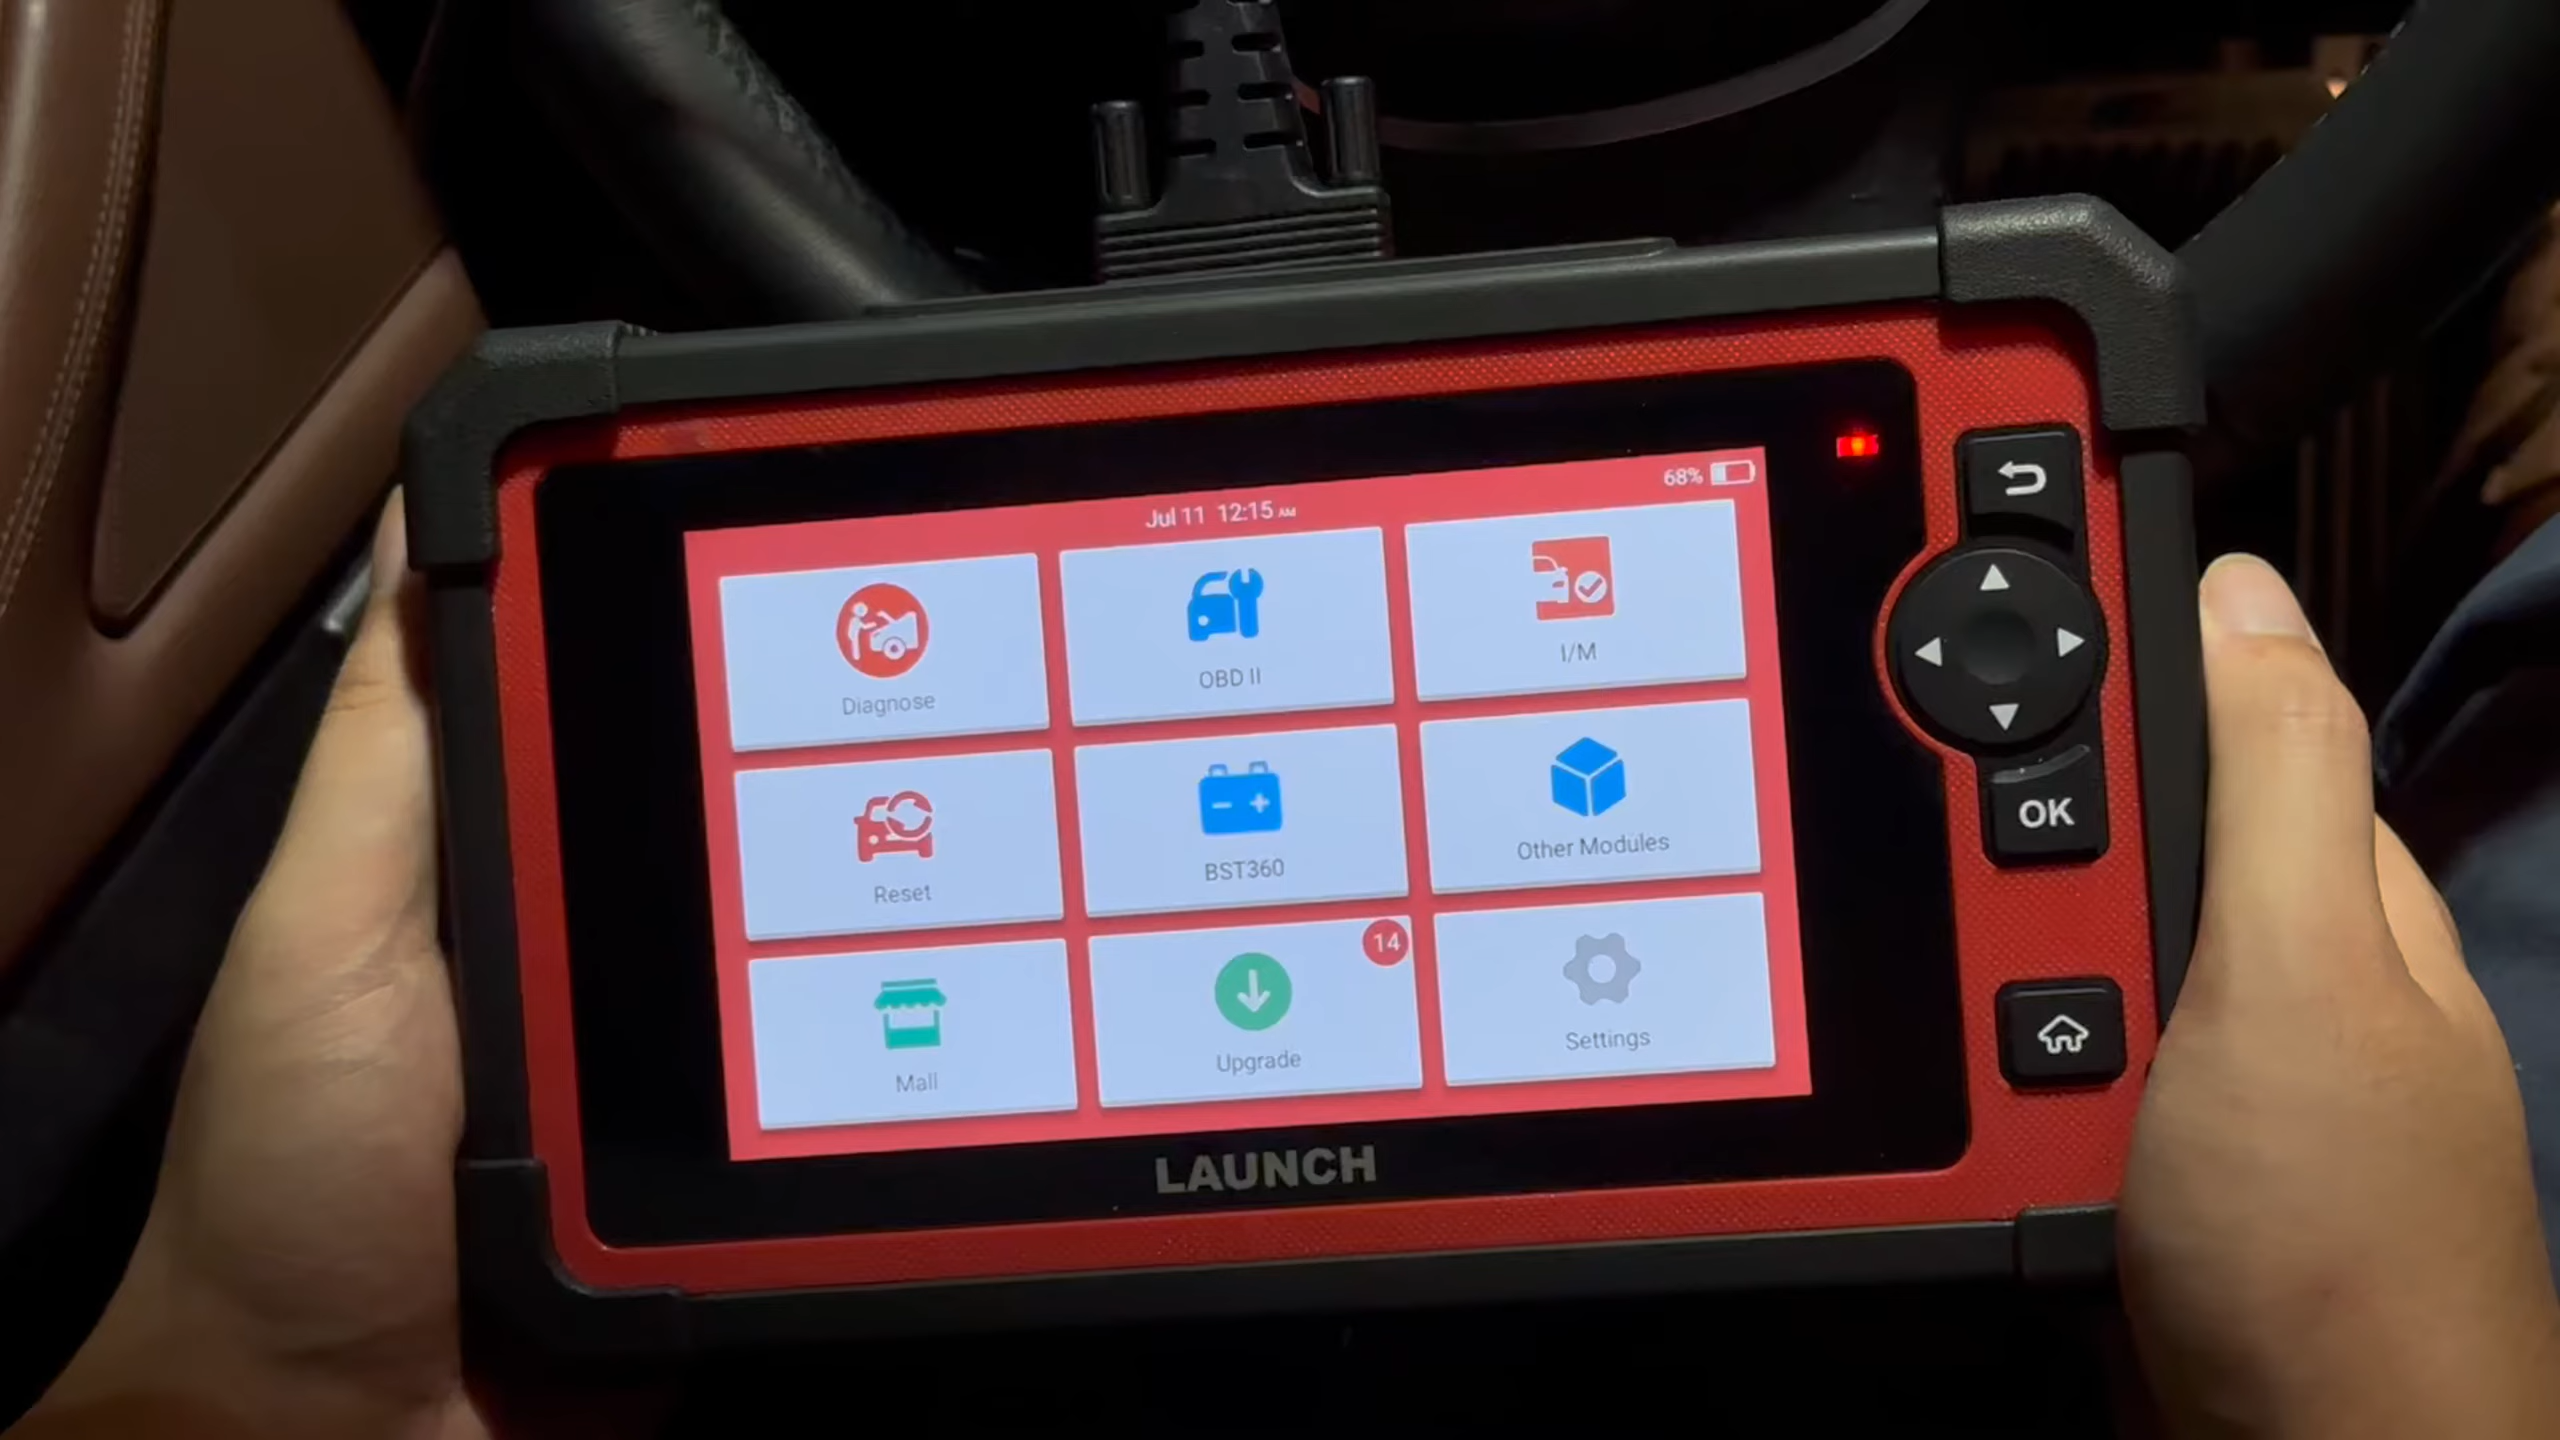 68%
Jul 11 12:15 AM
Diagnose
OBD II
I/M
Reset
BST360
Other Modules
Mall
14
Upgrade
Settings
OK
LAUNCH